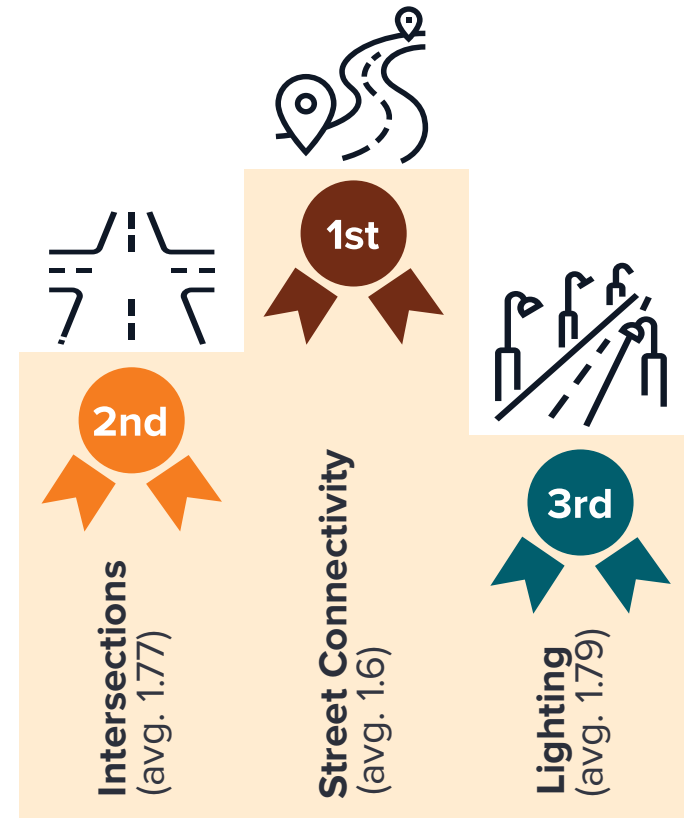 1st
2nd
3rd
Intersections
(avg. 1.77)
Street Connectivity
(avg. 1.6)
Lighting
(avg. 1.79)